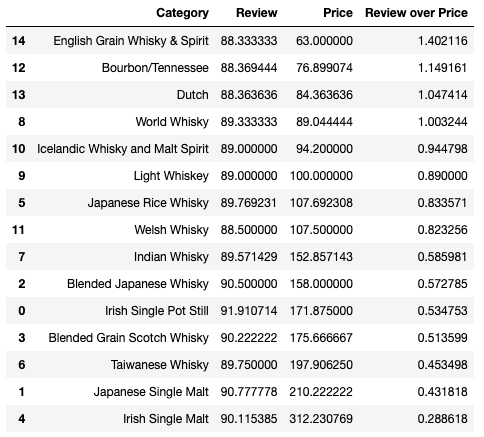 Category Review Price Review over Price
14 English Grain Whisky & Spirit 88.333333 63.000000 1.402116
12 Bourbon/Tennessee 88.369444 76.899074 1.149161
13 Dutch 88.363636 84.363636 1.047414
8 World Whisky 89.333333 89.044444 1.003244
10 Icelandic Whisky and Malt Spirit 89.000000 94.200000 0.944798
9 Light Whiskey 89.000000 100.000000 0.890000
5 Japanese Rice Whisky 89.769231 107.692308 0.833571
11 Welsh Whisky 88.500000 107.500000 0.823256
7 Indian Whisky 89.571429 152.857143 0.585981
2 Blended Japanese Whisky 90.500000 158.000000 0.572785
0 Irish Single Pot Still 91.910714 171.875000 0.534753
3 Blended Grain Scotch Whisky 90.222222 175.666667 0.513599
6 Taiwanese Whisky 89.750000 197.906250 0.453498
1 Japanese Single Malt 90.777778 210.222222 0.431818
4 Irish Single Malt 90.115385 312.230769 0.288618